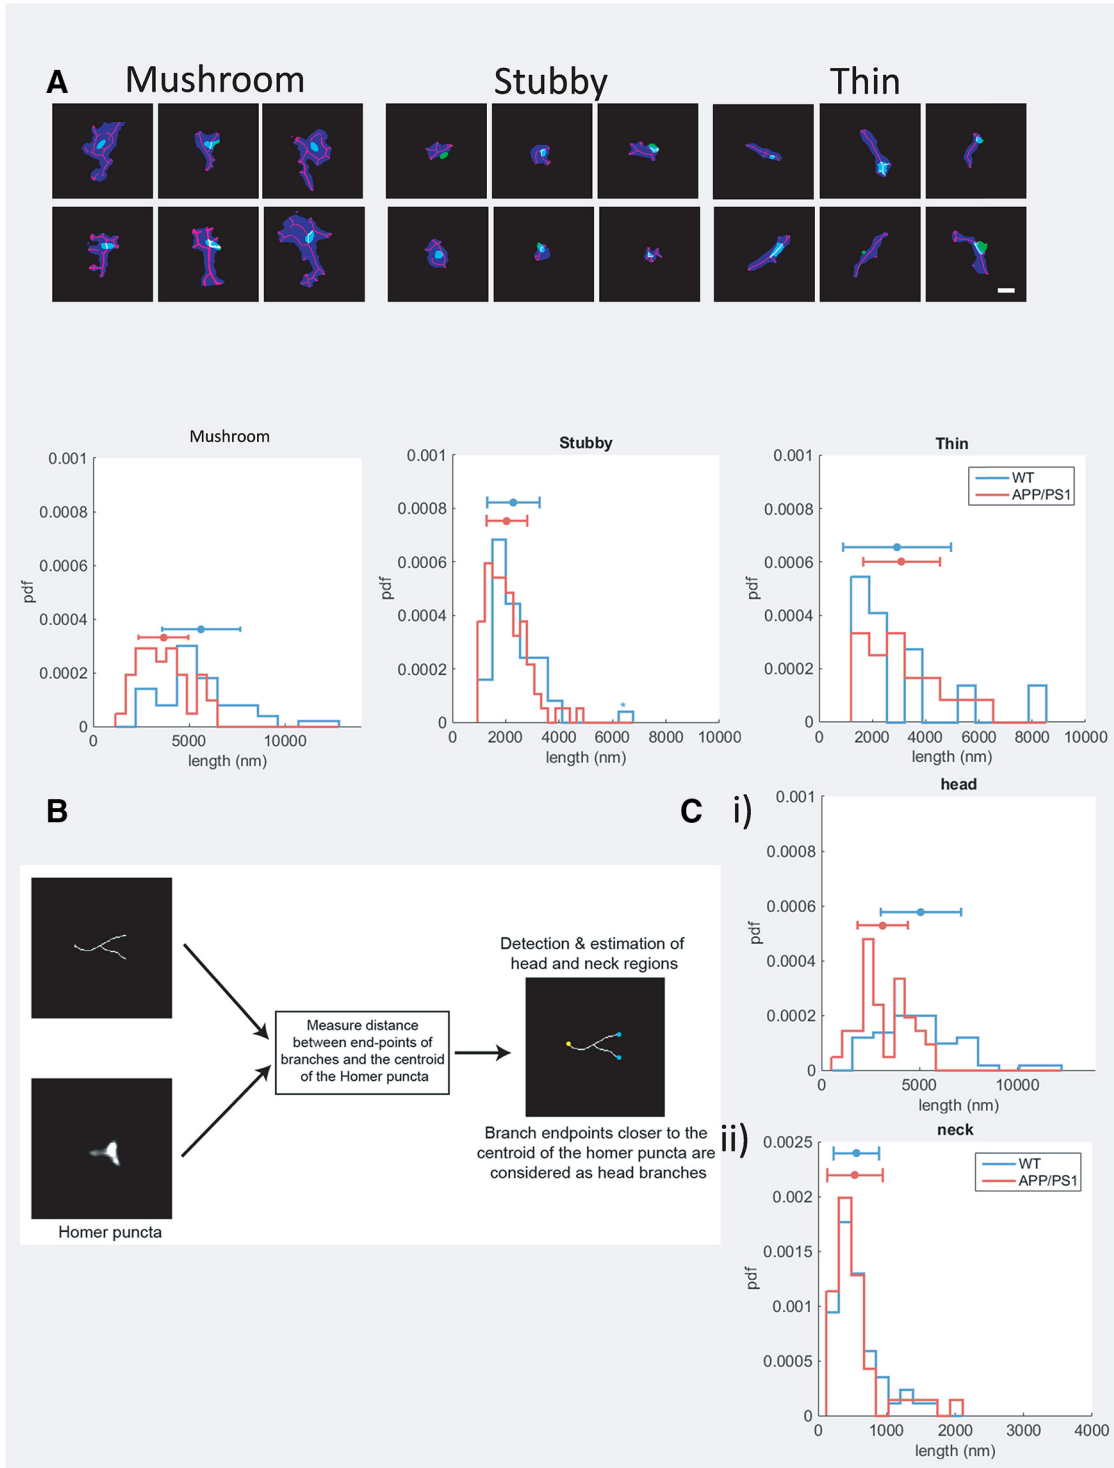 A
Mushroom
Stubby
Thin
Mushroom
0.001
0.0008
0.0006
0.0004
0.0002
0
pdf
0
5000
10000
length (nm)
Stubby
0.001
0.0008
0.0006
0.0004
0.0002
0
pdf
*
0
2000
4000
6000
8000
10000
length (nm)
Thin
WT
APP/PS1
0.001
0.0008
0.0006
0.0004
0.0002
0
pdf
0
2000
4000
6000
8000
10000
length (nm)
B
Measure distance
between end-points of
branches and the centroid
of the Homer puncta
Homer puncta
Detection & estimation of
head and neck regions
Branch endpoints closer to the
centroid of the homer puncta are
considered as head branches
C
i)
head
0.001
0.0008
0.0006
0.0004
0.0002
0
pdf
0
5000
10000
length (nm)
ii)
neck
WT
APP/PS1
0.0025
0.002
0.0015
0.001
0.0005
0
pdf
0
1000
2000
3000
4000
length (nm)